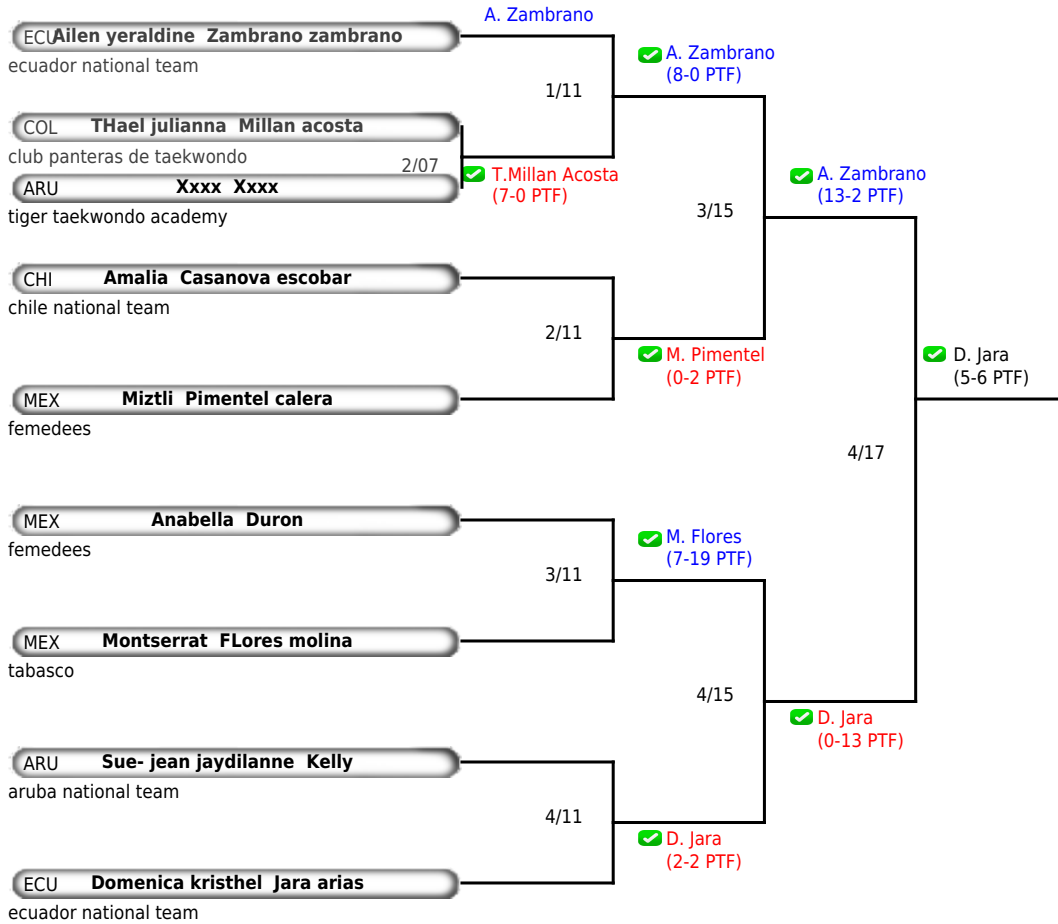 A. Zambrano
ECU Ailen yeraldine Zambrano zambrano
ecuador national team
A. Zambrano
(8-0 PTF)
1/11
COL THael julianna Millan acosta
club panteras de taekwondo
2/07
T.Millan Acosta
(7-0 PTF)
ARU Xxxx Xxxx
tiger taekwondo academy
A. Zambrano
(13-2 PTF)
3/15
CHI Amalia Casanova escobar
chile national team
2/11
M. Pimentel
(0-2 PTF)
D. Jara
(5-6 PTF)
MEX Miztli Pimentel calera
femedees
4/17
MEX Anabella Duron
femedees
M. Flores
(7-19 PTF)
3/11
MEX Montserrat FLores molina
tabasco
4/15
D. Jara
(0-13 PTF)
ARU Sue- jean jaydilanne Kelly
aruba national team
4/11
D. Jara
(2-2 PTF)
ECU Domenica kristhel Jara arias
ecuador national team